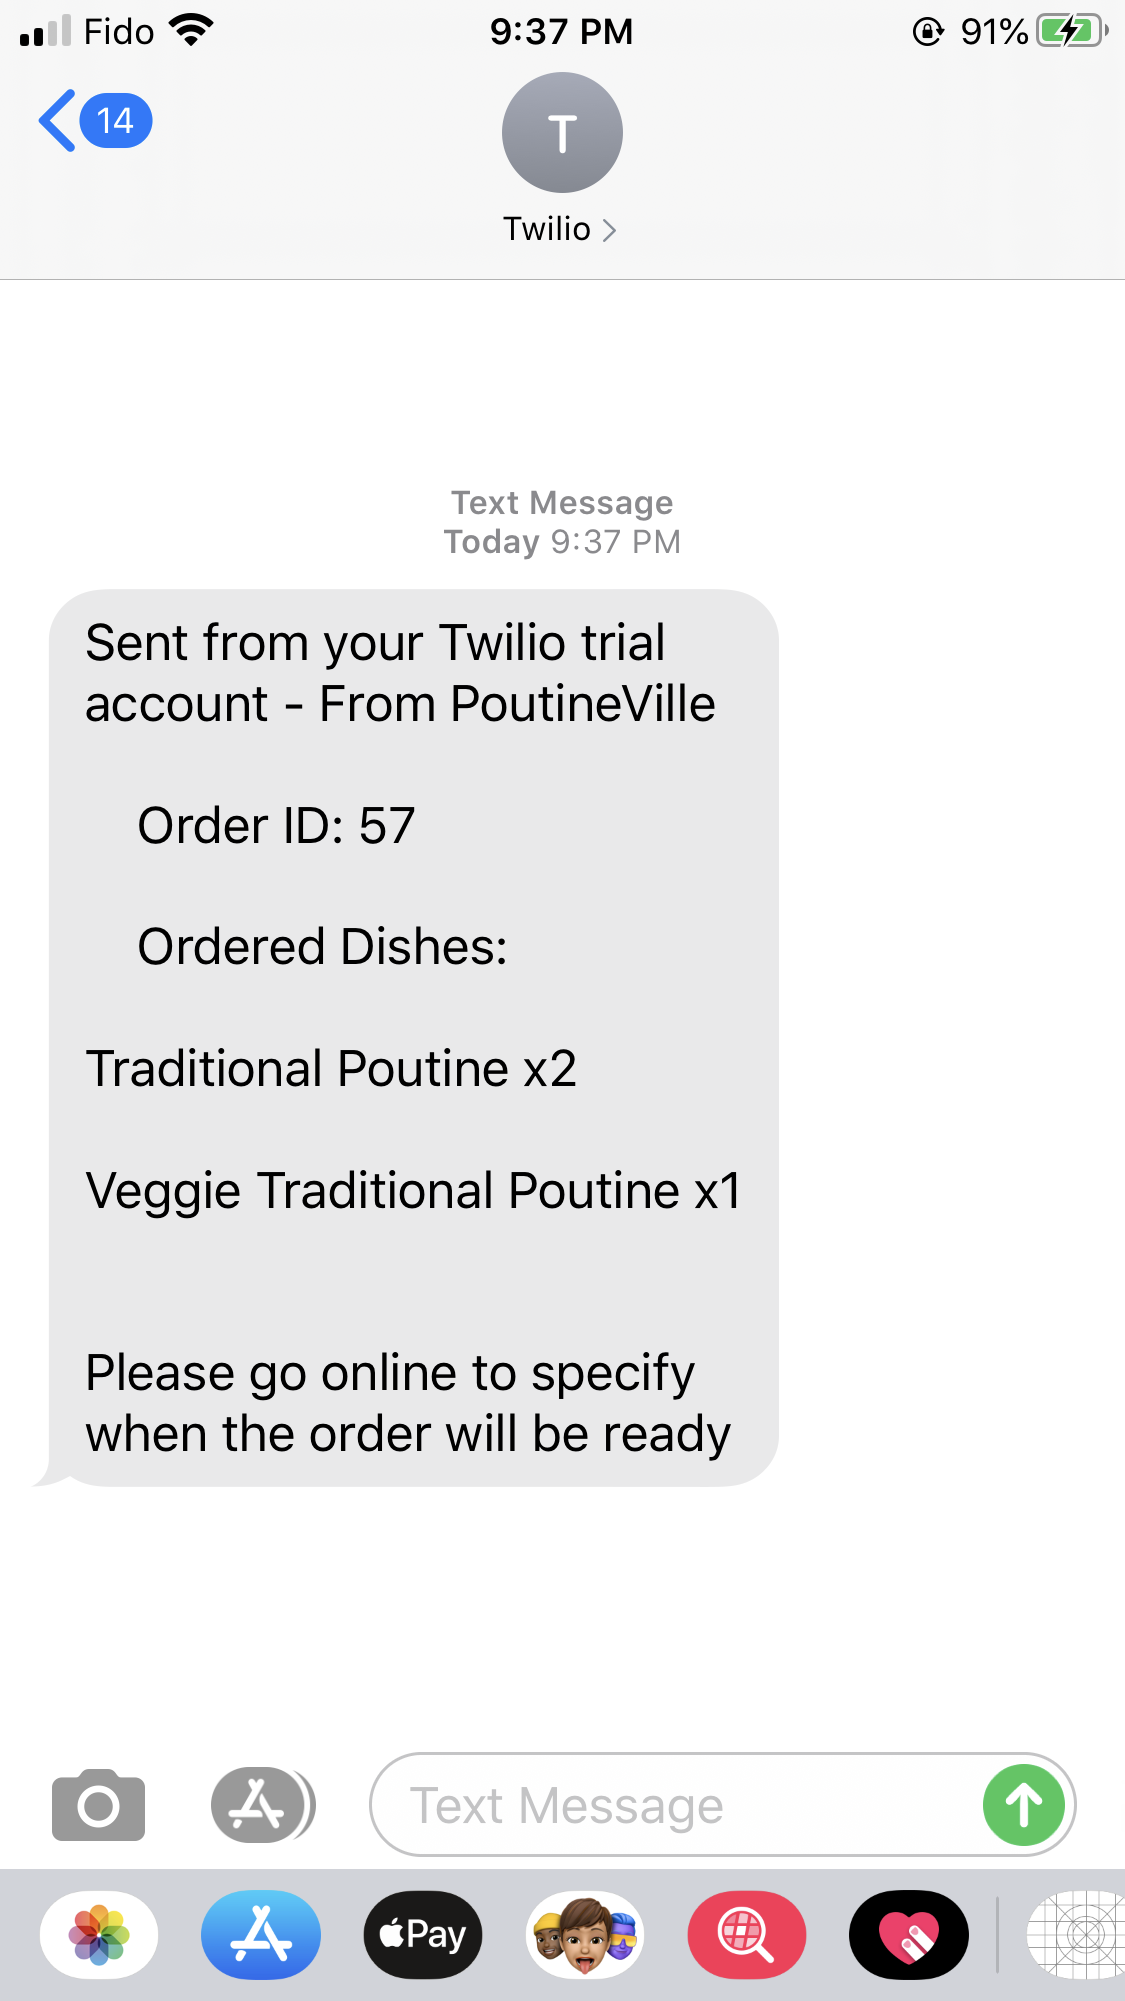 Fido
9:37 PM
91%
14
T
Twilio
Text Message
Today 9:37 PM
Sent from your Twilio trial
account - From PoutineVille
Order ID: 57
Ordered Dishes:
Traditional Poutine x2
Veggie Traditional Poutine x1
Please go online to specify
when the order will be ready
Text Message
Pay